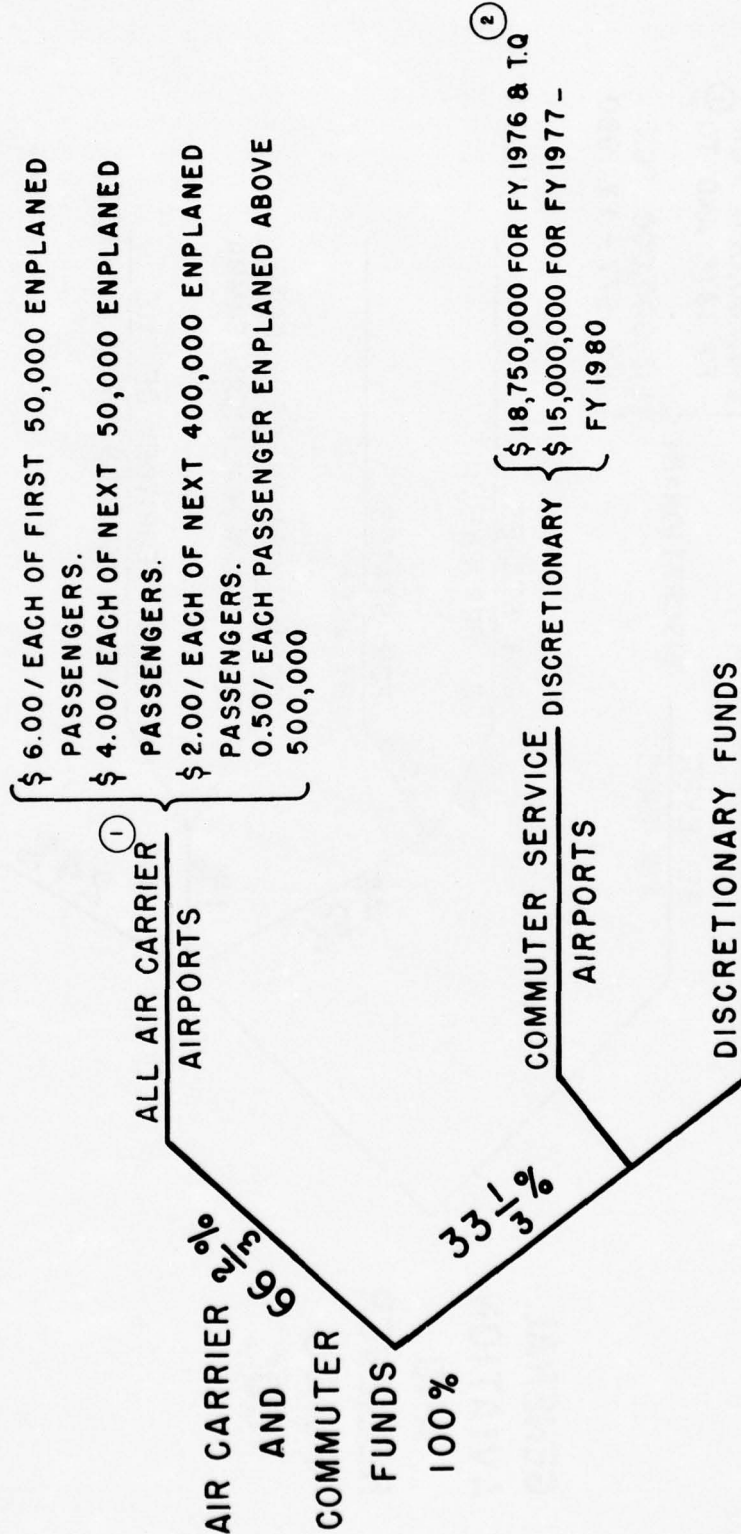 AIR CARRIER
AND
COMMUTER
FUNDS
100%
66 2/3 %
ALL AIR CARRIER ①
AIRPORTS
$ 6.00/ EACH OF FIRST 50,000 ENPLANED
PASSENGERS.
$ 4.00/ EACH OF NEXT 50,000 ENPLANED
PASSENGERS.
$ 2.00/ EACH OF NEXT 400,000 ENPLANED
PASSENGERS.
0.50/ EACH PASSENGER ENPLANED ABOVE
500,000
33 1/3 %
COMMUTER SERVICE
AIRPORTS
DISCRETIONARY
$ 18,750,000 FOR FY 1976 & T.Q ②
$ 15,000,000 FOR FY 1977 –
FY 1980
DISCRETIONARY FUNDS